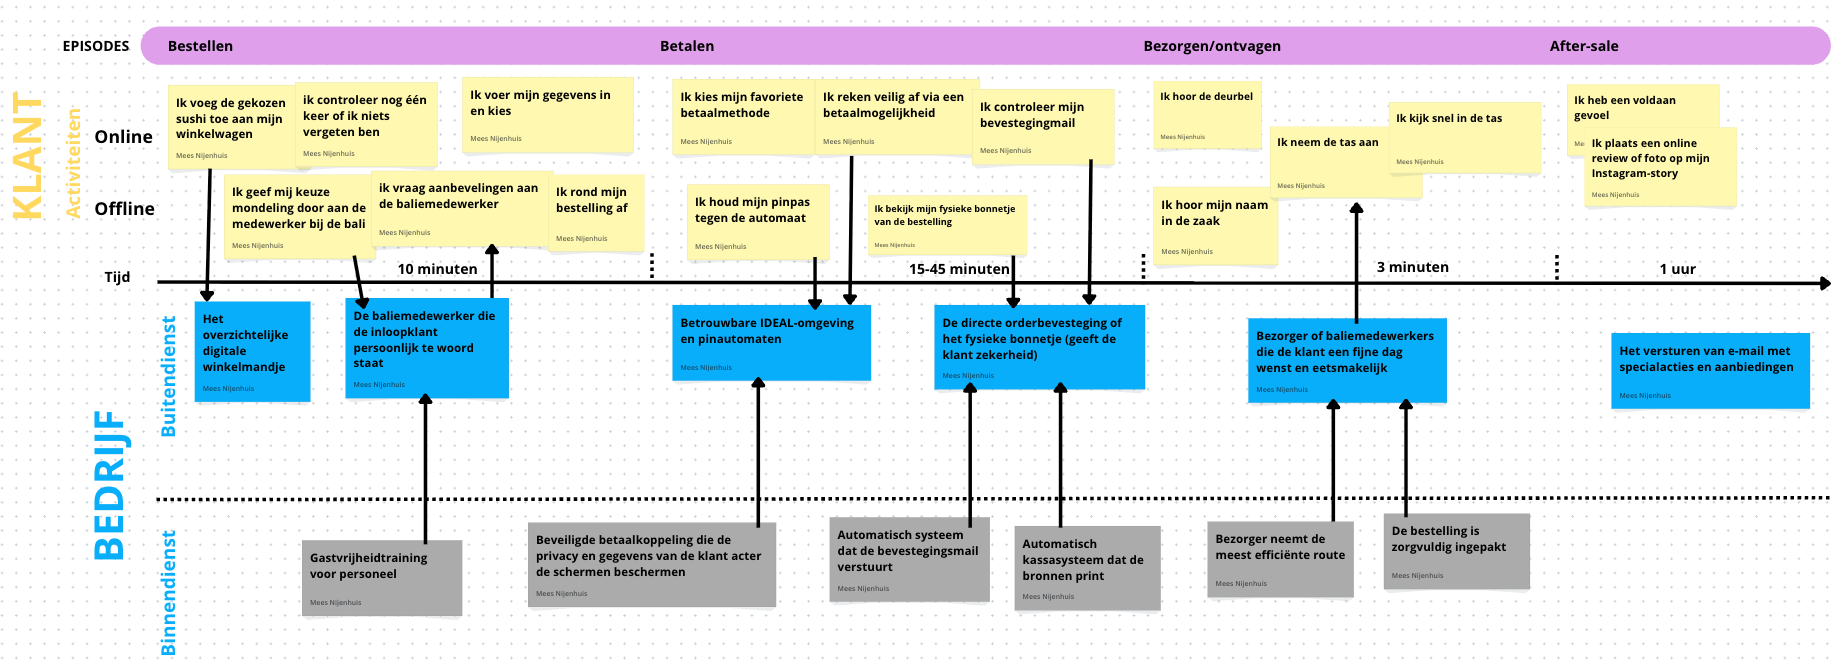 EPISODES
Bestellen
Betalen
Bezorgen/ontvagen
After-sale
KLANT
Activiteiten
Online
Ik voeg de gekozen
sushi toe aan mijn
winkelwagen
Mees Nijenhuis
ik controleer nog één
keer of ik niets
vergeten ben
Mees Nijenhuis
Ik voer mijn gegevens in
en kies
Mees Nijenhuis
Ik kies mijn favoriete
betaalmethode
Mees Nijenhuis
Ik reken veilig af via een
betaalmogelijkheid
Mees Nijenhuis
Ik controleer mijn
bevestegingmail
Mees Nijenhuis
Ik hoor de deurbel
Mees Nijenhuis
Ik neem de tas aan
Mees Nijenhuis
Ik kijk snel in de tas
Mees Nijenhuis
Ik heb een voldaan
gevoel
Me
Ik plaats een online
review of foto op mijn
Instagram-story
Mees Nijenhuis
Offline
Ik geef mij keuze
mondeling door aan de
medewerker bij de bali
Mees Nijenhuis
ik vraag aanbevelingen aan
de baliemedewerker
Mees Nijenhuis
Ik rond mijn
bestelling af
Mees Nijenhuis
Ik houd mijn pinpas
tegen de automaat
Mees Nijenhuis
Ik bekijk mijn fysieke bonnetje
van de bestelling
Mees Nijenhuis
Ik hoor mijn naam
in de zaak
Mees Nijenhuis
Tijd
10 minuten
15-45 minuten
3 minuten
1 uur
BEDRIJF
Buitendienst
Het
overzichtelijke
digitale
winkelmandje
Mees Nijenhuis
De baliemedewerker die
de inloopklant
persoonlijk te woord
staat
Mees Nijenhuis
Betrouwbare IDEAL-omgeving
en pinautomaten
Mees Nijenhuis
De directe orderbevesteging of
het fysieke bonnetje (geeft de
klant zekerheid)
Mees Nijenhuis
Bezorger of baliemedewerkers
die de klant een fijne dag
wenst en eetsmakelijk
Mees Nijenhuis
Het versturen van e-mail met
specialacties en aanbiedingen
Mees Nijenhuis
Binnendienst
Gastvrijheidtraining
voor personeel
Mees Nijenhuis
Beveiligde betaalkoppeling die de
privacy en gegevens van de klant acter
de schermen beschermen
Mees Nijenhuis
Automatisch systeem
dat de bevestegingsmail
verstuurt
Mees Nijenhuis
Automatisch
kassasysteem dat de
bronnen print
Mees Nijenhuis
Bezorger neemt de
meest efficiënte route
Mees Nijenhuis
De bestelling is
zorgvuldig ingepakt
Mees Nijenhuis